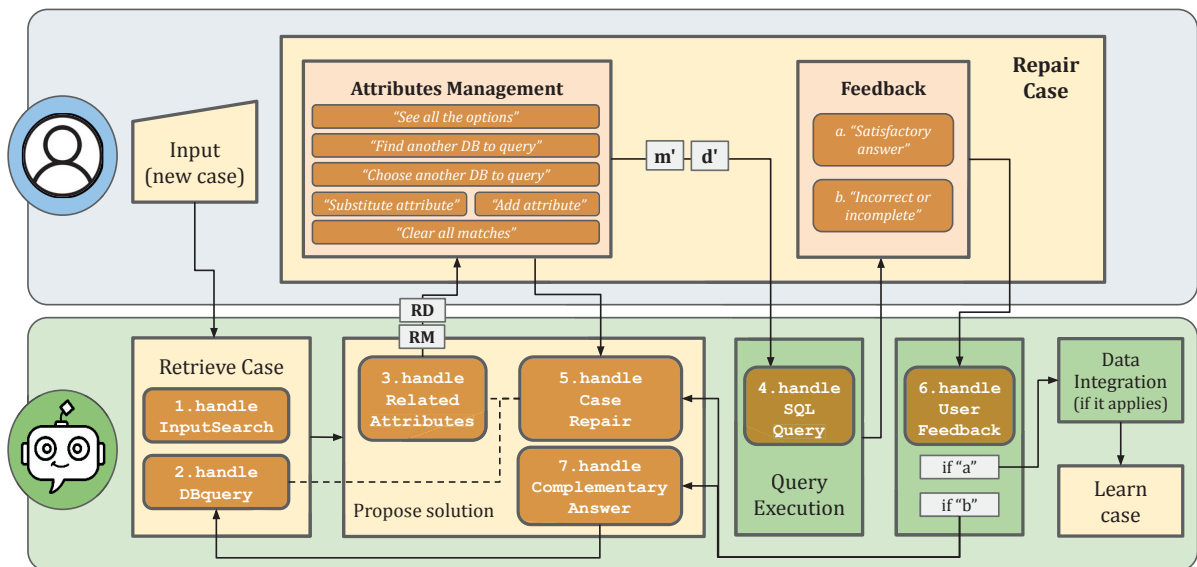 Repair
Case
Attributes Management
“See all the options”
“Find another DB to query”
“Choose another DB to query”
“Substitute attribute” “Add attribute”
“Clear all matches”
m' d'
Feedback
a. “Satisfactory
answer”
b. “Incorrect or
incomplete”
Input
(new case)
RD
RM
Retrieve Case
1.handle
InputSearch
2.handle
DBquery
3.handle
Related
Attributes
5.handle
Case
Repair
7.handle
Complementary
Answer
Propose solution
4.handle
SQL
Query
Query
Execution
6.handle
User
Feedback
if “a”
if “b”
Data
Integration
(if it applies)
Learn
case